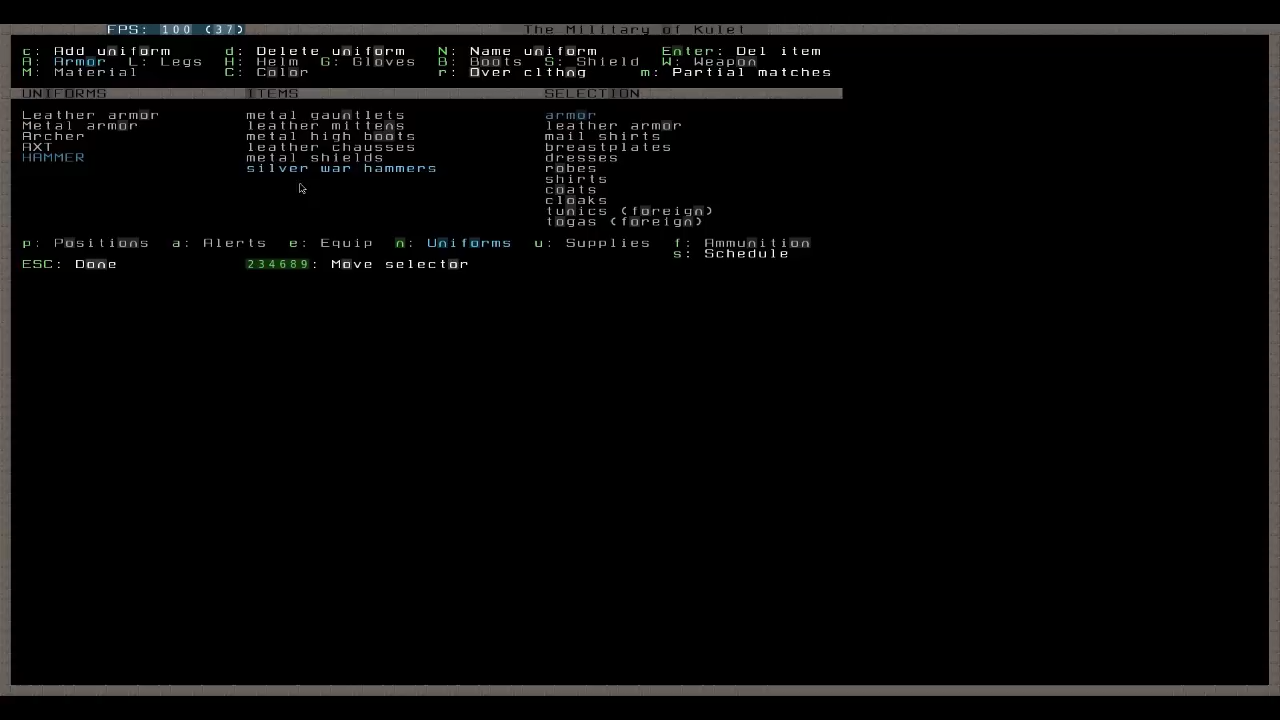 FPS: 100 (37) The Military of Kulet
c: Add uniform d: Delete uniform N: Name uniform Enter: Del item
A: Armor L: Legs H: Helm G: Gloves B: Boots S: Shield W: Weapon
M: Material C: Color r: Over clthng m: Partial matches
UNIFORMS ITEMS SELECTION
Leather armor metal gauntlets armor
Metal armor leather mittens leather armor
Archer metal high boots mail shirts
AXT leather chausses breastplates
HAMMER metal shields dresses
silver war hammers robes
shirts
coats
cloaks
tunics (foreign)
togas (foreign)
p: Positions a: Alerts e: Equip n: Uniforms u: Supplies f: Ammunition
s: Schedule
ESC: Done 234689: Move selector